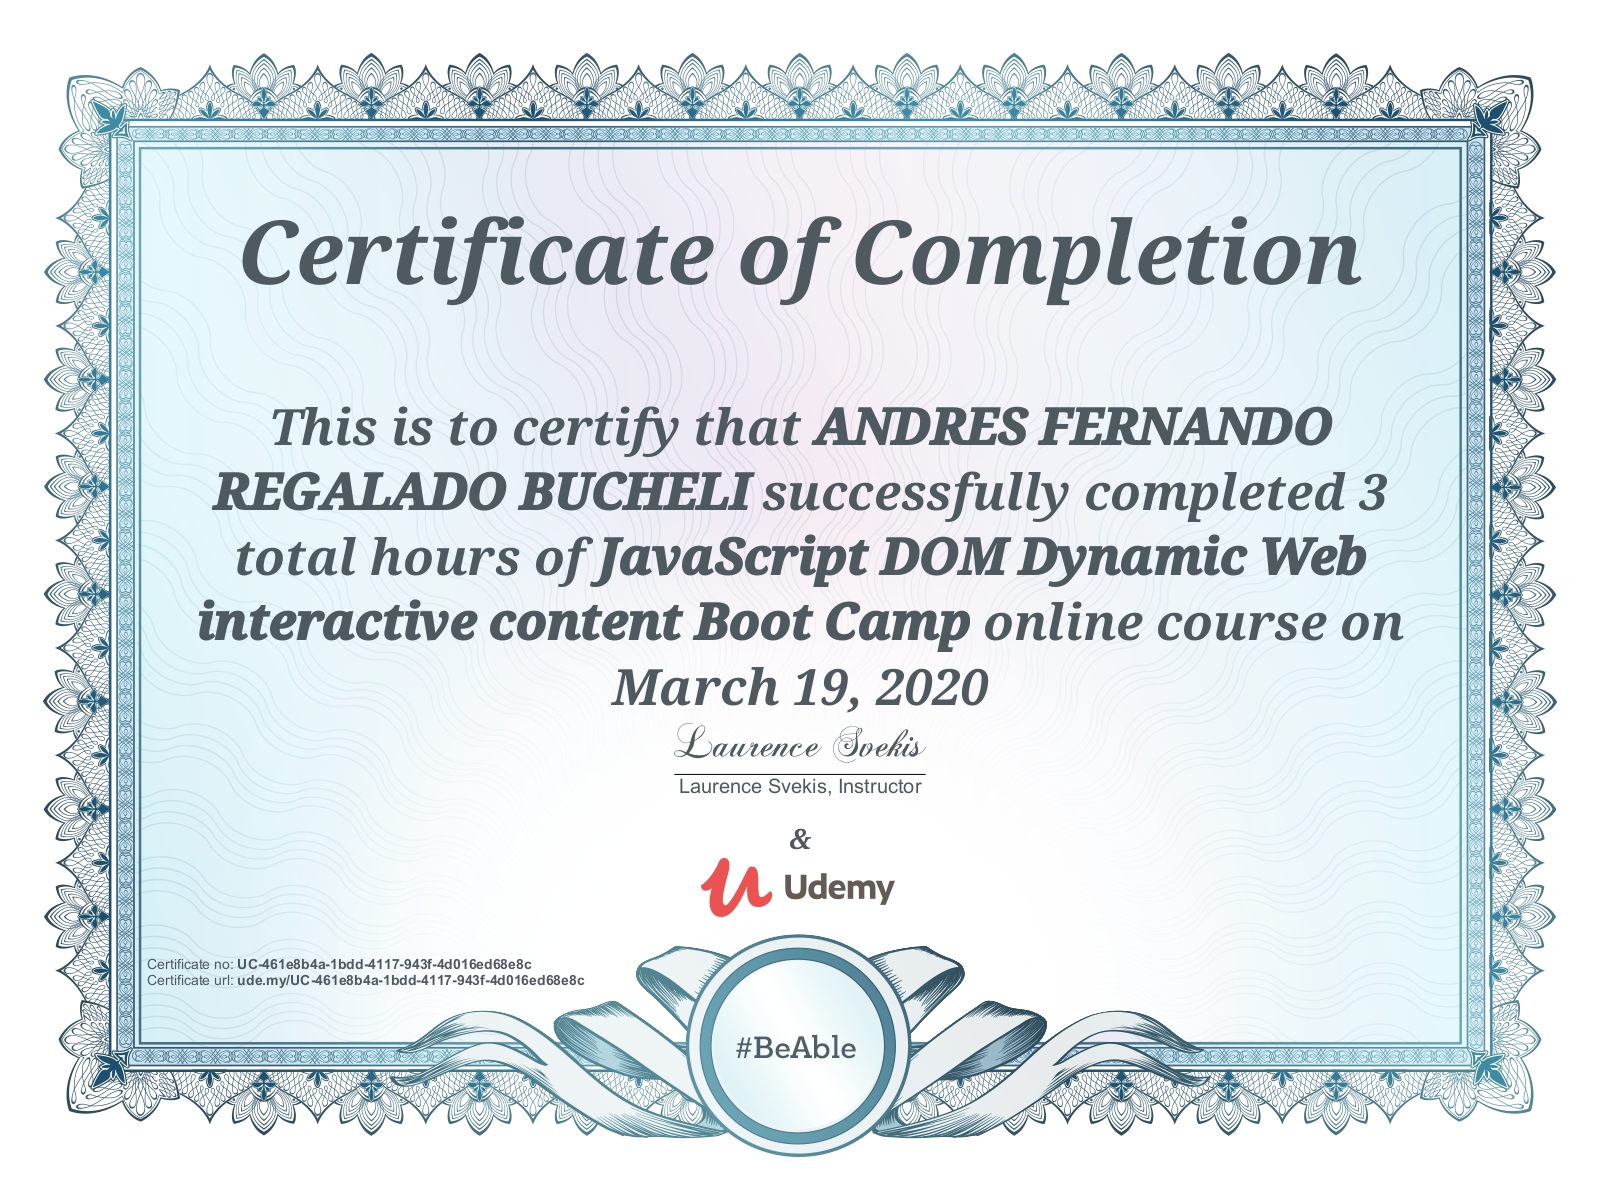 Certificate of Completion
This is to certify that ANDRES FERNANDO
REGALADO BUCHELI successfully completed 3
total hours of JavaScript DOM Dynamic Web
interactive content Boot Camp online course on
March 19, 2020
Laurence Svekis
Laurence Svekis, Instructor
&
Udemy
Certificate no: UC-461e8b4a-1bdd-4117-943f-4d016ed68e8c
Certificate url: ude.my/UC-461e8b4a-1bdd-4117-943f-4d016ed68e8c
#BeAble